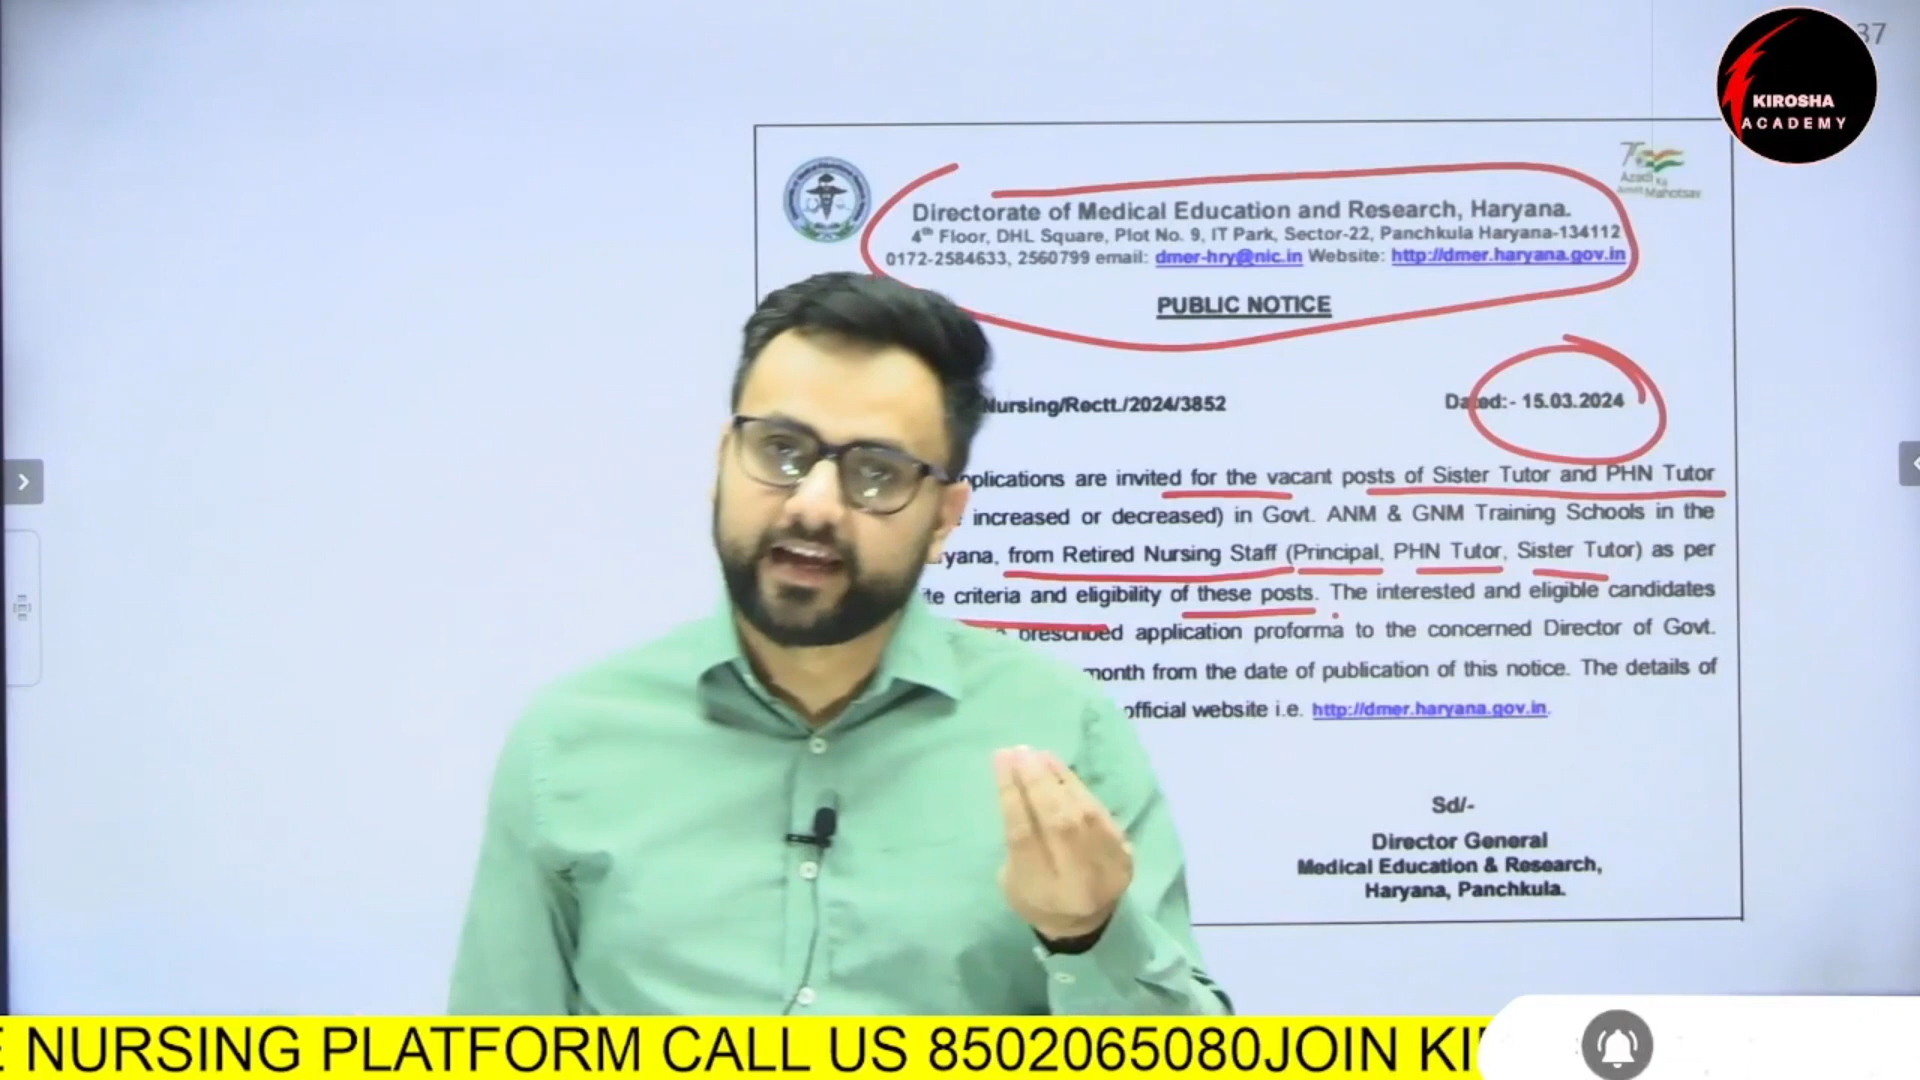 37
KIROSHA
ACADEMY
Azadi Ka
Amrit Mahotsav
Directorate of Medical Education and Research, Haryana.
4th Floor, DHL Square, Plot No. 9, IT Park, Sector-22, Panchkula Haryana-134112
0172-2584633, 2560799 email: dmer-hry@nic.in Website: http://dmer.haryana.gov.in
PUBLIC NOTICE
Nursing/Rectt./2024/3852 Dated:- 15.03.2024
pplications are invited for the vacant posts of Sister Tutor and PHN Tutor
increased or decreased) in Govt. ANM & GNM Training Schools in the
ryana, from Retired Nursing Staff (Principal, PHN Tutor, Sister Tutor) as per
criteria and eligibility of these posts. The interested and eligible candidates
prescribed application proforma to the concerned Director of Govt.
month from the date of publication of this notice. The details of
official website i.e. http://dmer.haryana.gov.in.
Sd/-
Director General
Medical Education & Research,
Haryana, Panchkula.
E NURSING PLATFORM CALL US 8502065080JOIN KI